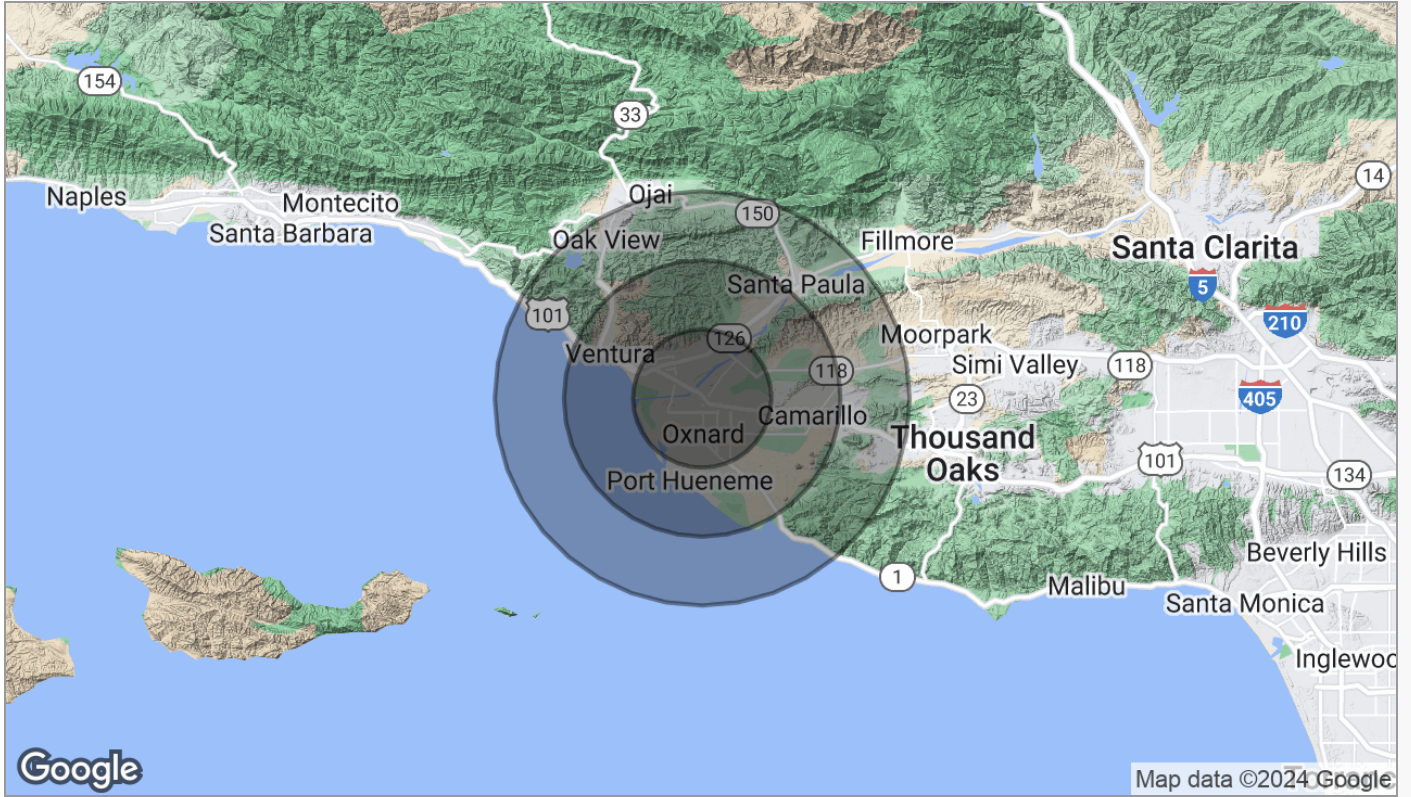 154
33
14
Naples
Montecito
Ojai
150
Santa Barbara
Oak View
Fillmore
Santa Clarita
5
Santa Paula
101
210
126
Ventura
Moorpark
118
Simi Valley
118
23
405
Camarillo
Oxnard
Thousand
Oaks
101
134
Port Hueneme
Beverly Hills
1
Malibu
Santa Monica
Inglewoo
Google
Map data ©2024 Google